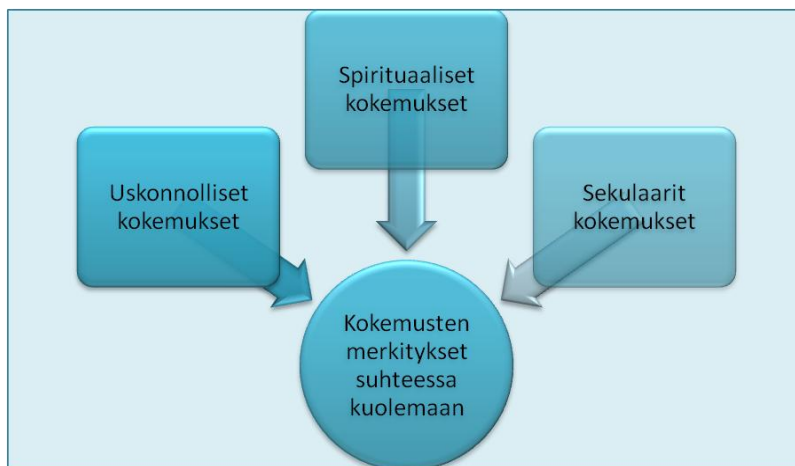 Spirituaaliset
kokemukset
Uskonnolliset
kokemukset
Sekulaarit
kokemukset
Kokemusten
merkitykset
suhteessa
kuolemaan